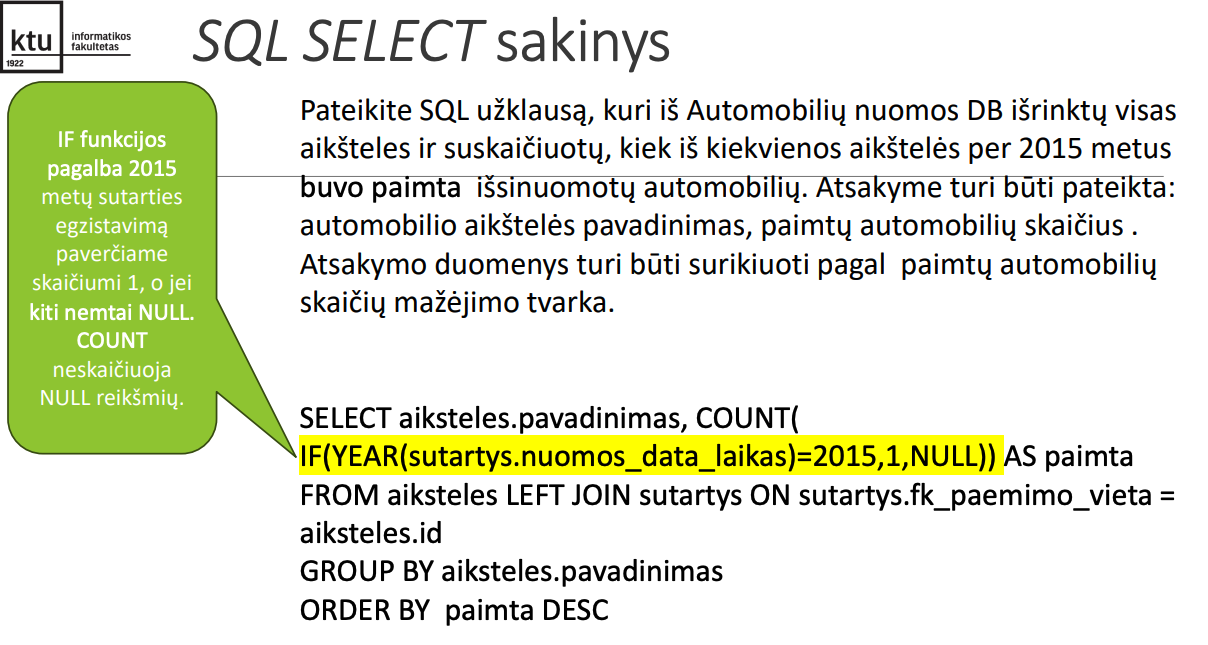 ktu
1922
informatikos
fakultetas
SQL SELECT sakinys
IF funkcijos
pagalba 2015
metų sutarties
egzistavimą
paverčiame
skaičiumi 1, o jei
kiti nemtai NULL.
COUNT
neskaičiuoja
NULL reikšmių.
Pateikite SQL užklausą, kuri iš Automobilių nuomos DB išrinktų visas
aikšteles ir suskaičiuotų, kiek iš kiekvienos aikštelės per 2015 metus
buvo paimta išsinuomotų automobilių. Atsakyme turi būti pateikta:
automobilio aikštelės pavadinimas, paimtų automobilių skaičius .
Atsakymo duomenys turi būti surikiuoti pagal paimtų automobilių
skaičių mažėjimo tvarka.
SELECT aiksteles.pavadinimas, COUNT(
IF(YEAR(sutartys.nuomos_data_laikas)=2015,1,NULL)) AS paimta
FROM aiksteles LEFT JOIN sutartys ON sutartys.fk_paemimo_vieta =
aiksteles.id
GROUP BY aiksteles.pavadinimas
ORDER BY paimta DESC